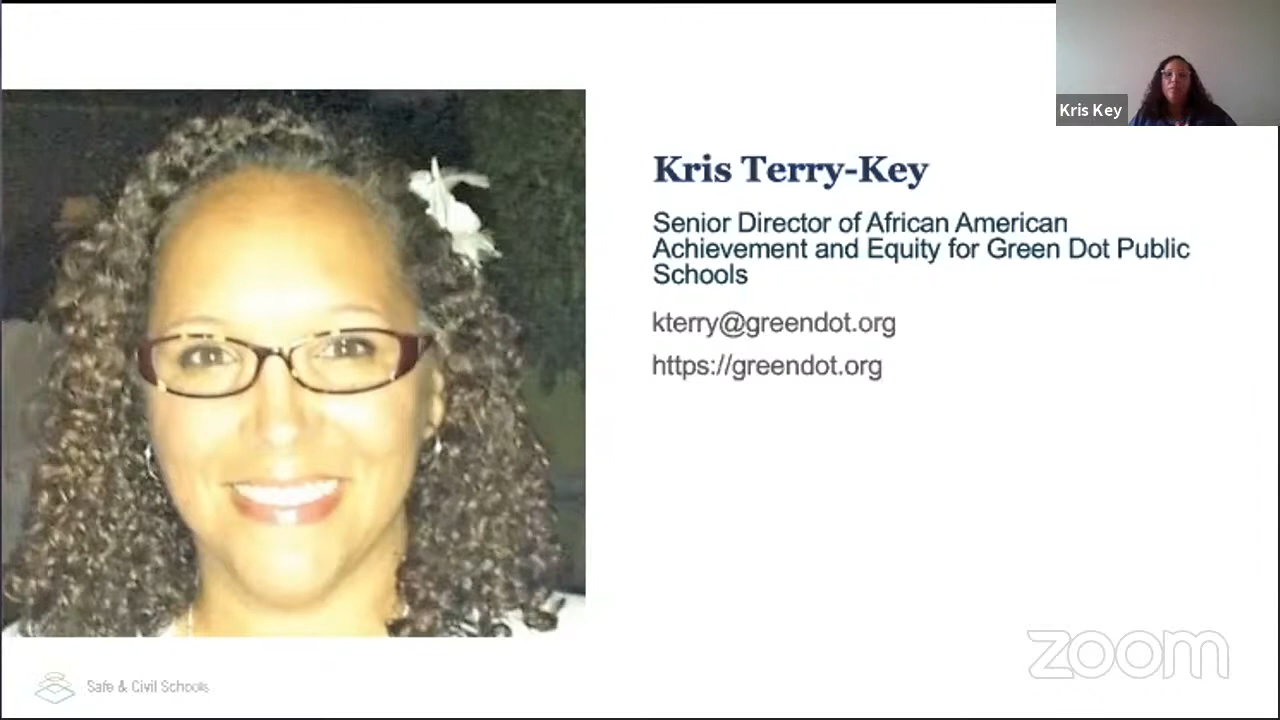 Kris Key
Kris Terry-Key
Senior Director of African American
Achievement and Equity for Green Dot Public
Schools
kterry@greendot.org
https://greendot.org
Safe & Civil Schools
zoom